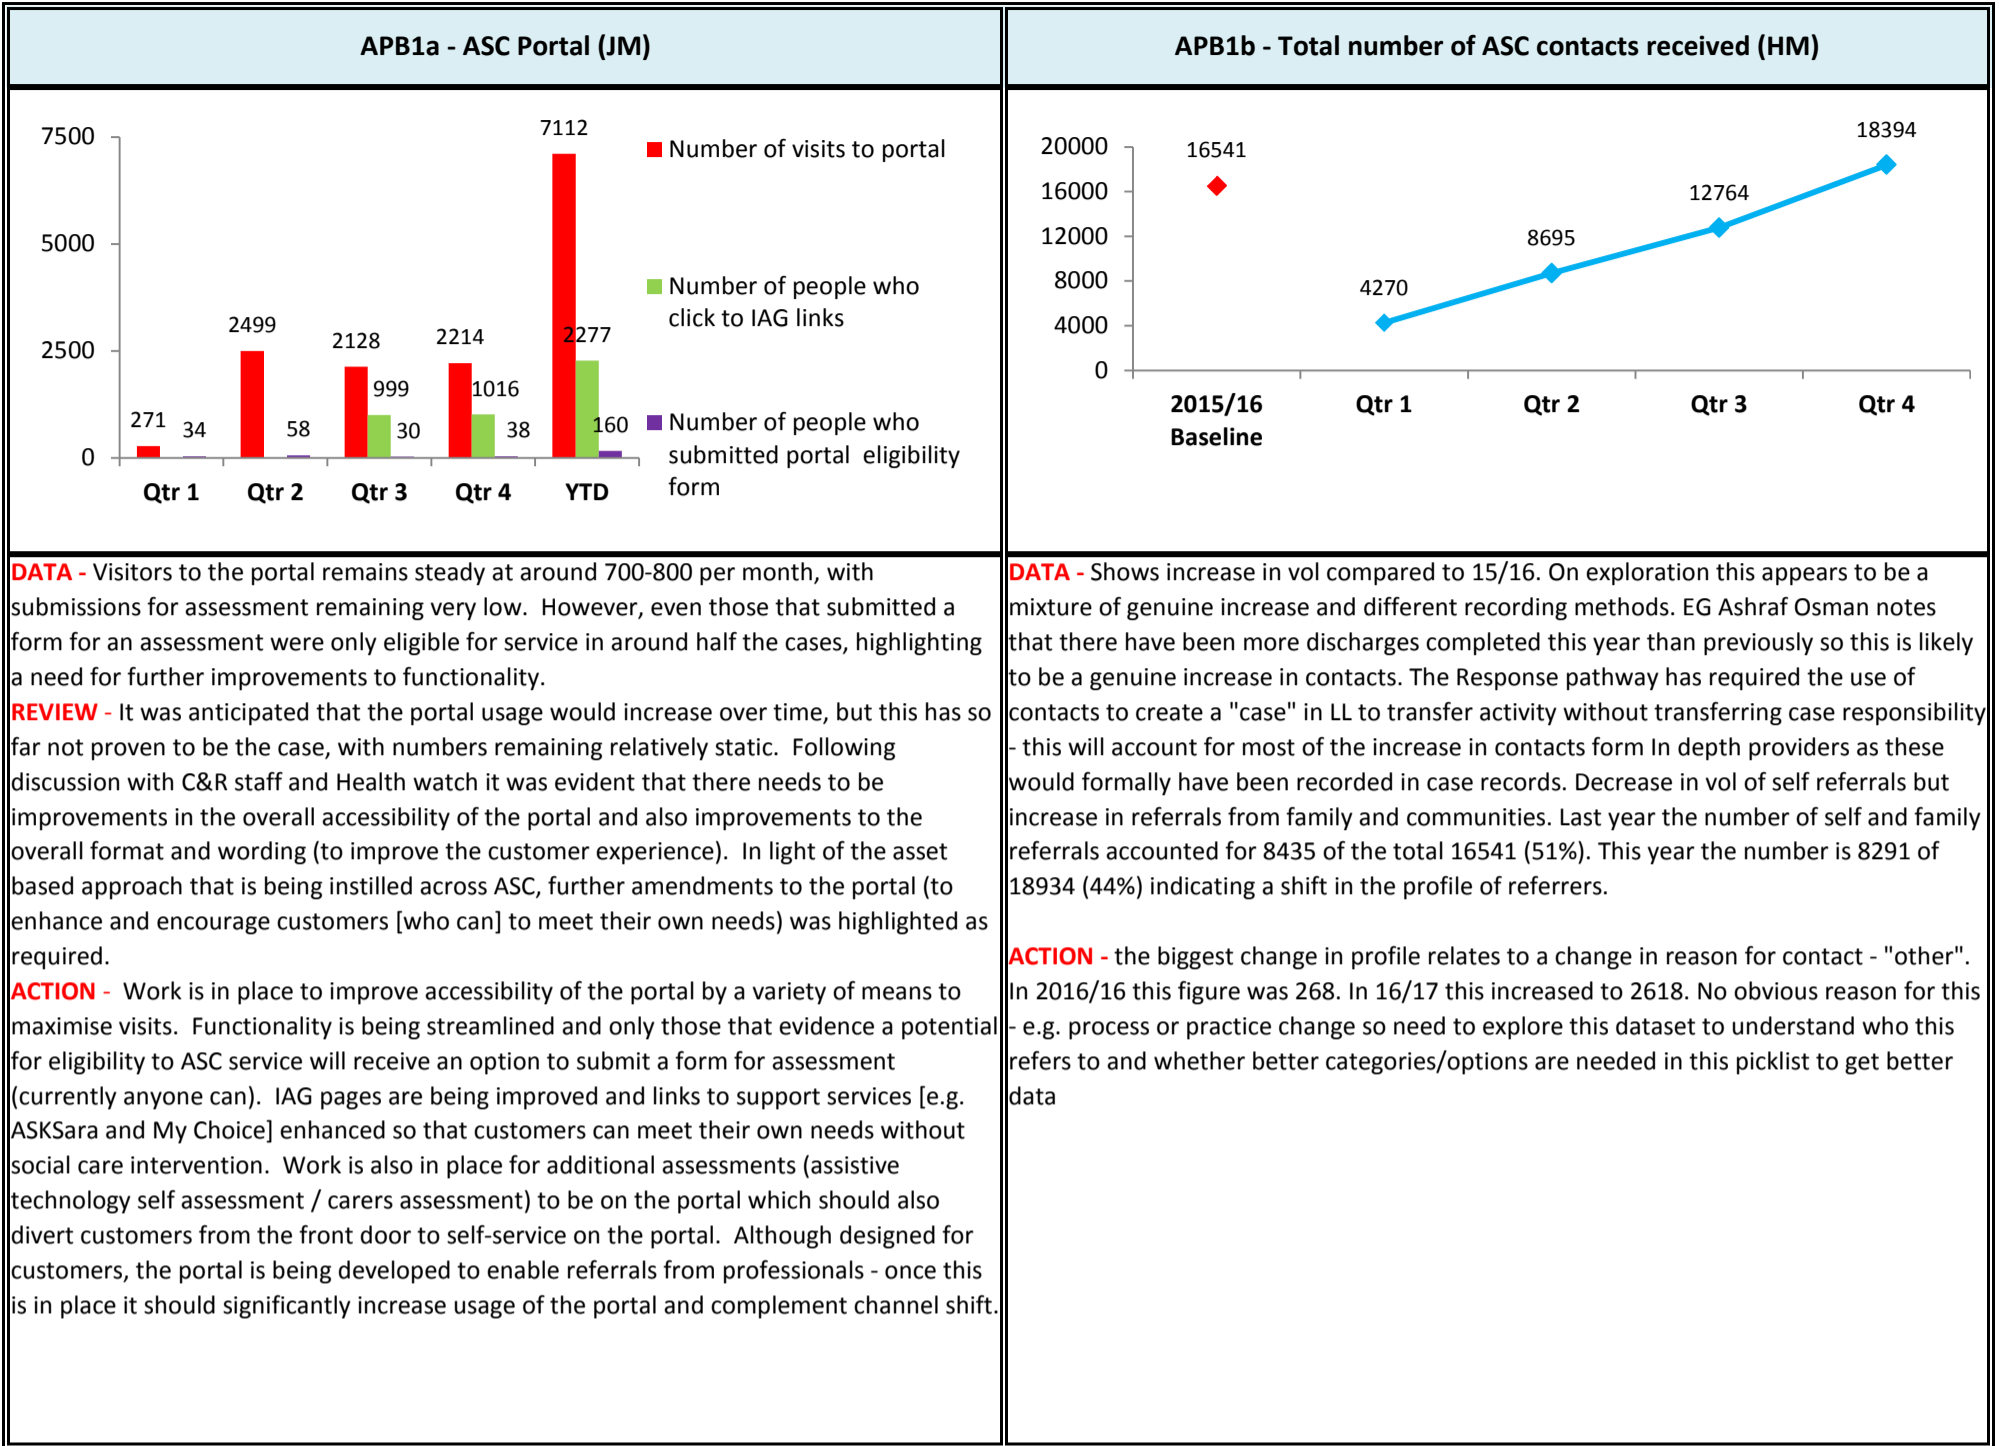 APB1a - ASC Portal (JM)
7500
5000
2500
0
271
34
2499
58
2128
999
30
2214
1016
38
7112
2277
160
Qtr 1
Qtr 2
Qtr 3
Qtr 4
YTD
Number of visits to portal
Number of people who
click to IAG links
Number of people who
submitted portal  eligibility
form
APB1b - Total number of ASC contacts received (HM)
20000
16000
12000
8000
4000
0
16541
4270
8695
12764
18394
2015/16
Baseline
Qtr 1
Qtr 2
Qtr 3
Qtr 4
DATA - Visitors to the portal remains steady at around 700-800 per month, with
submissions for assessment remaining very low.  However, even those that submitted a
form for an assessment were only eligible for service in around half the cases, highlighting
a need for further improvements to functionality.
REVIEW - It was anticipated that the portal usage would increase over time, but this has so
far not proven to be the case, with numbers remaining relatively static.  Following
discussion with C&R staff and Health watch it was evident that there needs to be
improvements in the overall accessibility of the portal and also improvements to the
overall format and wording (to improve the customer experience).  In light of the asset
based approach that is being instilled across ASC, further amendments to the portal (to
enhance and encourage customers [who can] to meet their own needs) was highlighted as
required.
ACTION -  Work is in place to improve accessibility of the portal by a variety of means to
maximise visits.  Functionality is being streamlined and only those that evidence a potential
for eligibility to ASC service will receive an option to submit a form for assessment
(currently anyone can).  IAG pages are being improved and links to support services [e.g.
ASKSara and My Choice] enhanced so that customers can meet their own needs without
social care intervention.  Work is also in place for additional assessments (assistive
technology self assessment / carers assessment) to be on the portal which should also
divert customers from the front door to self-service on the portal.  Although designed for
customers, the portal is being developed to enable referrals from professionals - once this
is in place it should significantly increase usage of the portal and complement channel shift.
DATA - Shows increase in vol compared to 15/16. On exploration this appears to be a
mixture of genuine increase and different recording methods. EG Ashraf Osman notes
that there have been more discharges completed this year than previously so this is likely
to be a genuine increase in contacts. The Response pathway has required the use of
contacts to create a "case" in LL to transfer activity without transferring case responsibility
- this will account for most of the increase in contacts form In depth providers as these
would formally have been recorded in case records. Decrease in vol of self referrals but
increase in referrals from family and communities. Last year the number of self and family
referrals accounted for 8435 of the total 16541 (51%). This year the number is 8291 of
18934 (44%) indicating a shift in the profile of referrers.
ACTION - the biggest change in profile relates to a change in reason for contact - "other".
In 2016/16 this figure was 268. In 16/17 this increased to 2618. No obvious reason for this
- e.g. process or practice change so need to explore this dataset to understand who this
refers to and whether better categories/options are needed in this picklist to get better
data